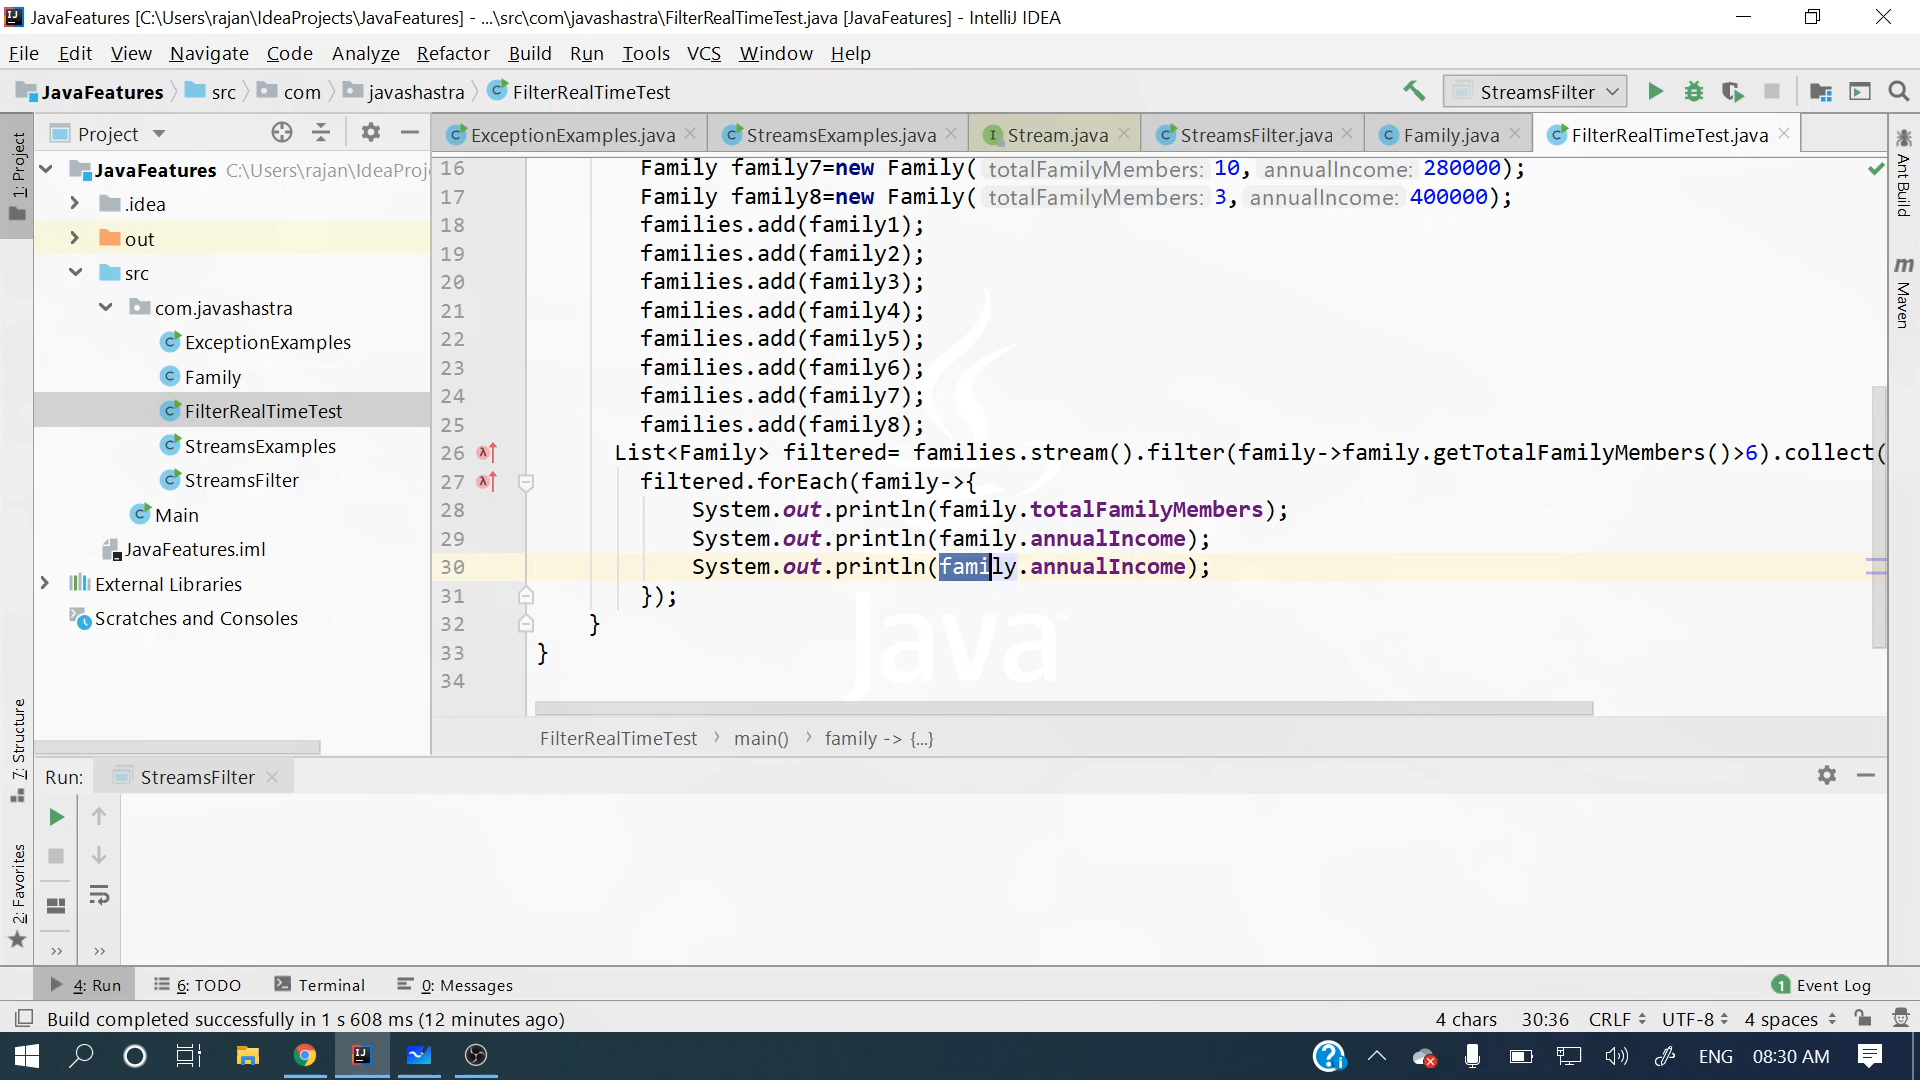 JavaFeatures [C:\Users\rajan\IdeaProjects\JavaFeatures] - ...\src\com\javashastra\FilterRealTimeTest.java [JavaFeatures] - IntelliJ IDEA
File Edit View Navigate Code Analyze Refactor Build Run Tools VCS Window Help
JavaFeatures src com javashastra FilterRealTimeTest StreamsFilter
1: Project
Project
ExceptionExamples.java StreamsExamples.java Stream.java StreamsFilter.java Family.java FilterRealTimeTest.java
JavaFeatures C:\Users\rajan\IdeaProj
.idea
out
src
com.javashastra
ExceptionExamples
Family
FilterRealTimeTest
StreamsExamples
StreamsFilter
Main
JavaFeatures.iml
External Libraries
Scratches and Consoles
16 Family family7=new Family( totalFamilyMembers: 10, annualIncome: 280000);
17 Family family8=new Family( totalFamilyMembers: 3, annualIncome: 400000);
18 families.add(family1);
19 families.add(family2);
20 families.add(family3);
21 families.add(family4);
22 families.add(family5);
23 families.add(family6);
24 families.add(family7);
25 families.add(family8);
26 List<Family> filtered= families.stream().filter(family->family.getTotalFamilyMembers()>6).collect(
27 filtered.forEach(family->{
28 System.out.println(family.totalFamilyMembers);
29 System.out.println(family.annualIncome);
30 System.out.println(family.annualIncome);
31 });
32 }
33 }
34
Java
FilterRealTimeTest main() family -> {...}
Ant Build
Maven
7: Structure
2: Favorites
Run: StreamsFilter
4: Run 6: TODO Terminal 0: Messages 1 Event Log
Build completed successfully in 1 s 608 ms (12 minutes ago) 4 chars 30:36 CRLF UTF-8 4 spaces
ENG 08:30 AM